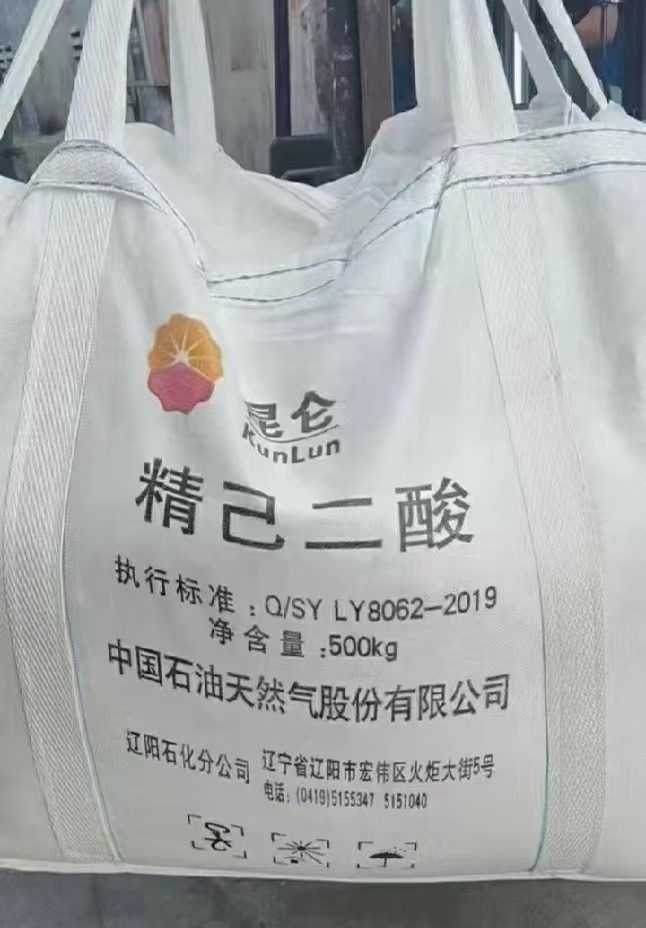 昆仑
KunLun
精己二酸
执行标准：Q/SY LY8062-2019
净含量：500kg
中国石油天然气股份有限公司
辽阳石化分公司 辽宁省辽阳市宏伟区火炬大街5号
电话：(0419)5155347 5151040